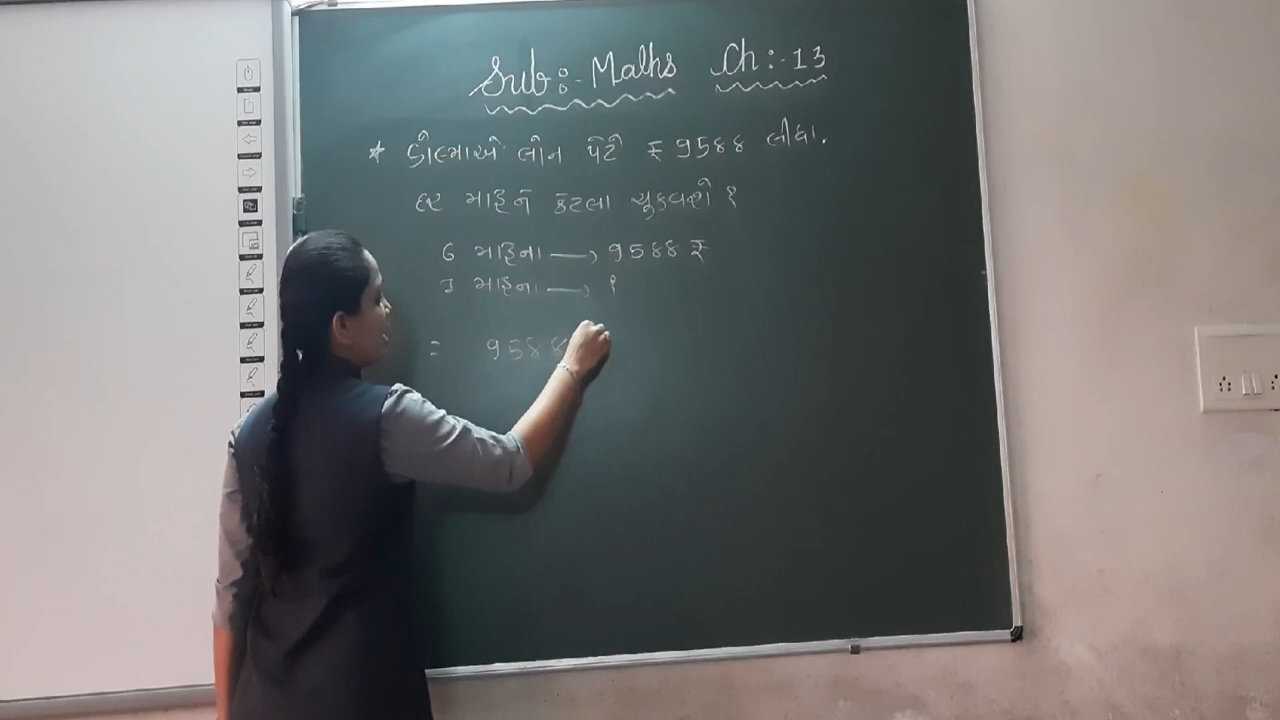 Sub:- Maths Ch:-13
* ડોલ્માએ લોન પેટે ₹ 9588 લીધા.
દર મહિને કેટલા ચૂકવશે ?
6 મહિના → 9588 ₹
1 મહિના → ?
= 9588